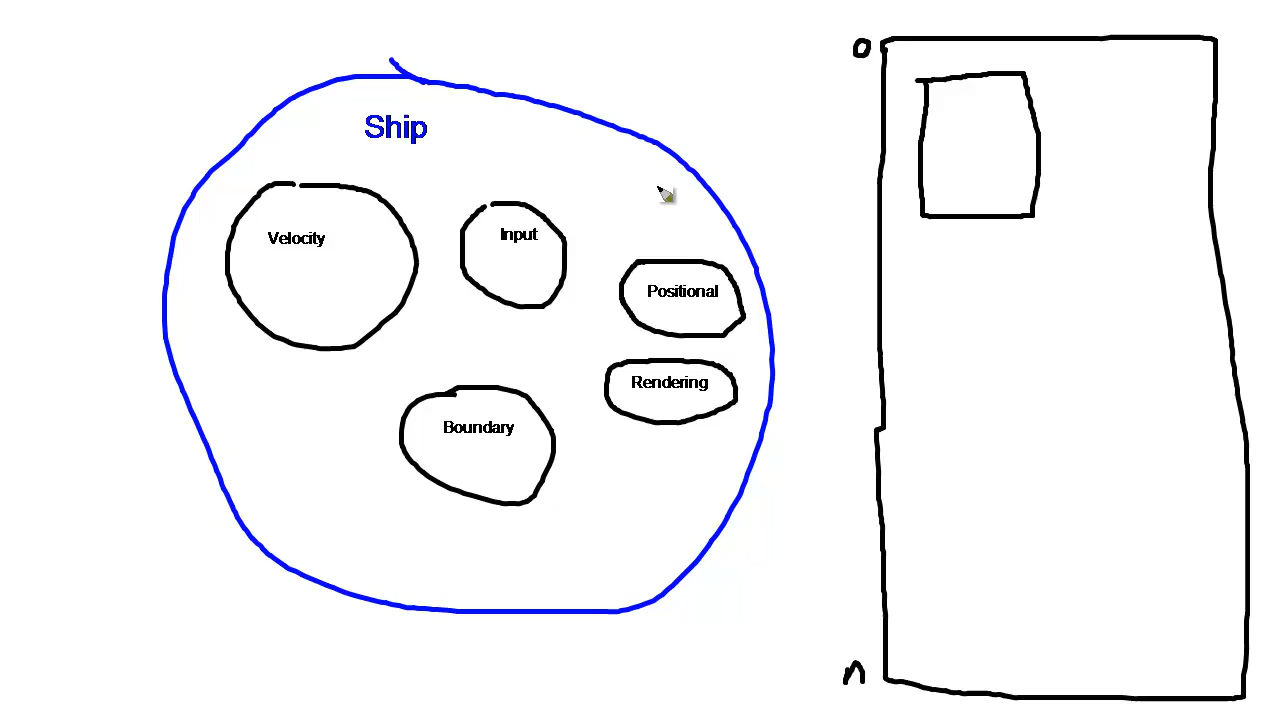 Ship
Velocity
Input
Positional
Rendering
Boundary
0
n